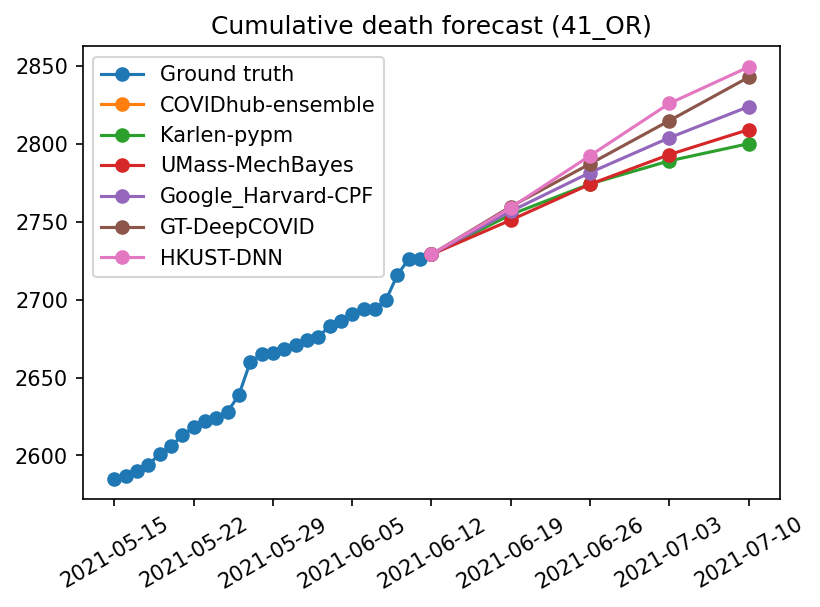 Cumulative death forecast (41_OR)
2850
2800
2750
2700
2650
2600
Ground truth
COVIDhub-ensemble
Karlen-pypm
UMass-MechBayes
Google_Harvard-CPF
GT-DeepCOVID
HKUST-DNN
2021-05-15
2021-05-22
2021-05-29
2021-06-05
2021-06-12
2021-06-19
2021-06-26
2021-07-03
2021-07-10